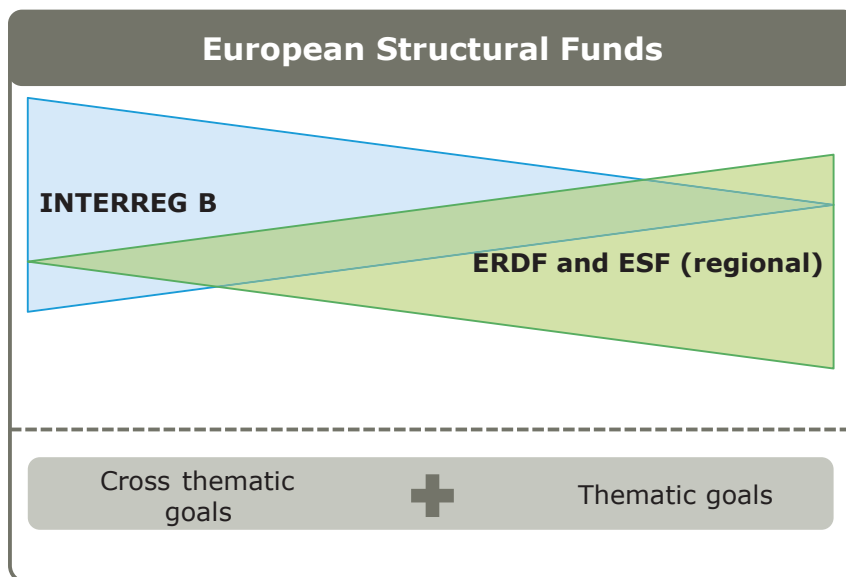 European Structural Funds
INTERREG B
ERDF and ESF (regional)
Cross thematic
goals
Thematic goals